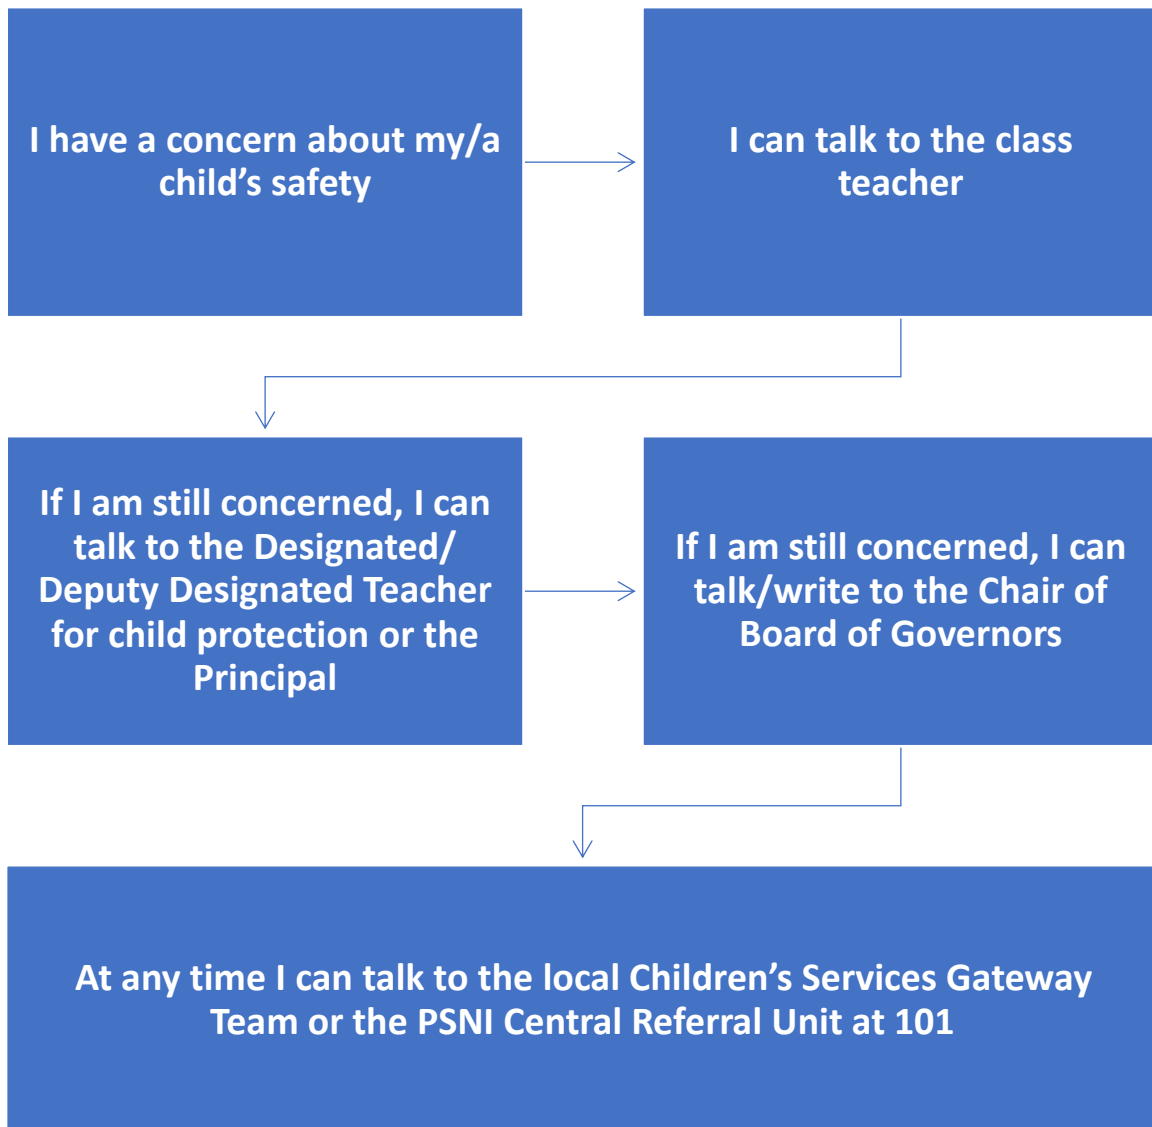 I have a concern about my/a
child’s safety
I can talk to the class
teacher
If I am still concerned, I can
talk to the Designated/
Deputy Designated Teacher
for child protection or the
Principal
If I am still concerned, I can
talk/write to the Chair of
Board of Governors
At any time I can talk to the local Children’s Services Gateway
Team or the PSNI Central Referral Unit at 101